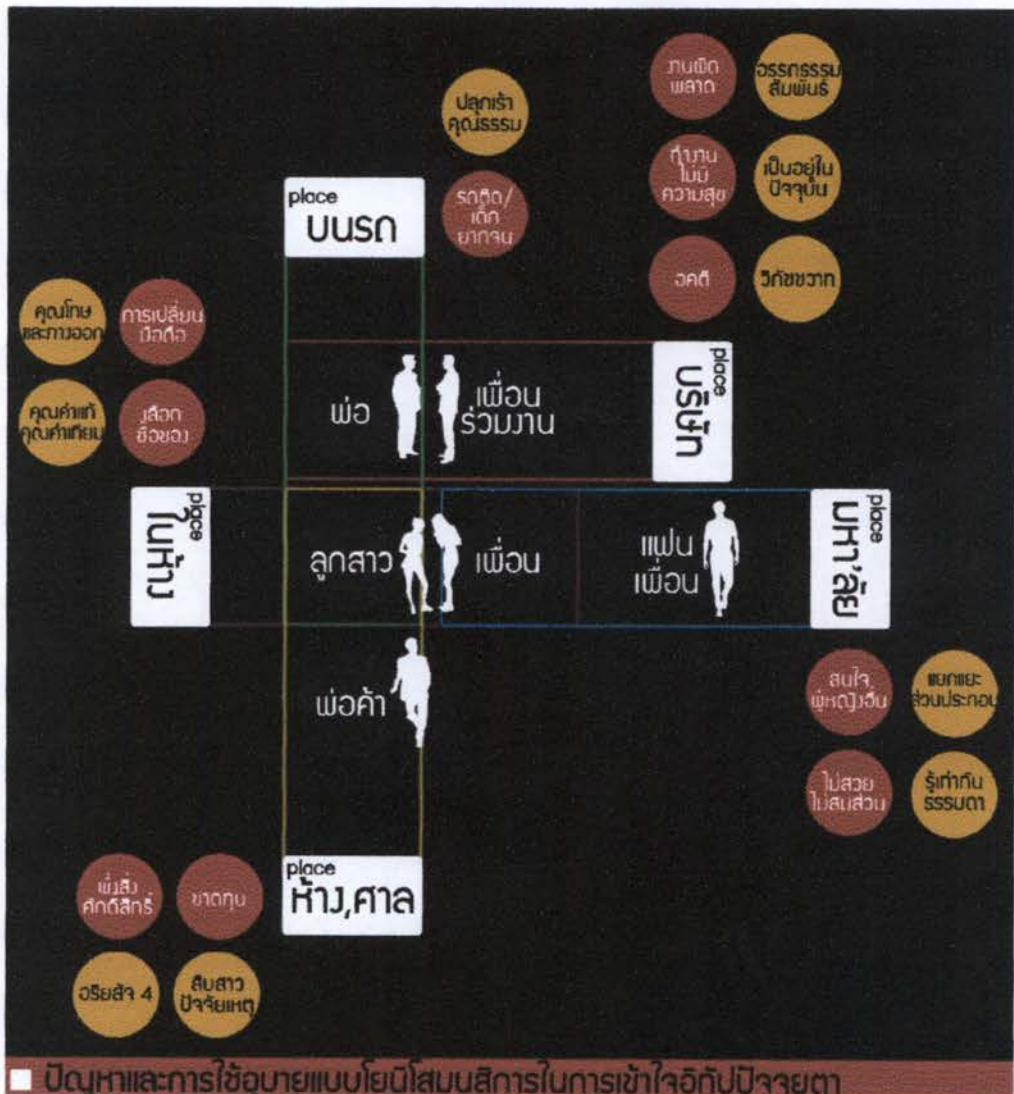 งานผิด
พลาด
อรรถธรรม
สัมพันธ์
ปลุกเร้า
คุณธรรม
ทำงาน
ไม่มี
ความสุข
เป็นอยู่ใน
ปัจจุบัน
place
บนรถ
รถติด/
เด็ก
ยากจน
อคติ
วิภัชชวาท
คุณโทษ
และทางออก
การเปลี่ยน
มือถือ
place
บริษัท
พ่อ
เพื่อน
ร่วมงาน
คุณค่าแท้
คุณค่าเทียม
เลือก
ซื้อของ
place
ในห้าง
ลูกสาว
เพื่อน
แฟน
เพื่อน
place
มหา'ลัย
พ่อค้า
สนใจ
ผู้หญิงอื่น
แยกแยะ
ส่วนประกอบ
ไม่สวย
ไม่สมส่วน
รู้เท่าทัน
ธรรมดา
place
ห้าง,ศาล
พึ่งสิ่ง
ศักดิ์สิทธิ์
ขาดทุน
อริยสัจ 4
สืบสาว
ปัจจัยเหตุ
ปัญหาและการใช้อุบายแบบโยนิโสมนสิการในการเข้าใจอิทัปปัจจยตา